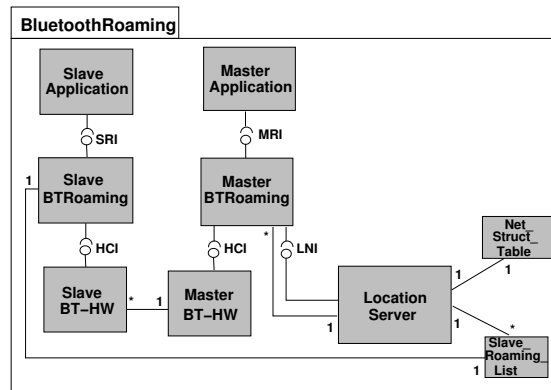 BluetoothRoaming
Slave
Application
Master
Application
SRI
MRI
1
Slave
BTRoaming
Master
BTRoaming
HCI
HCI
*
LNI
Net_
Struct_
Table
Slave
BT-HW
*
1
Master
BT-HW
1
Location
Server
1
1
1
*
Slave_
Roaming_
List
1